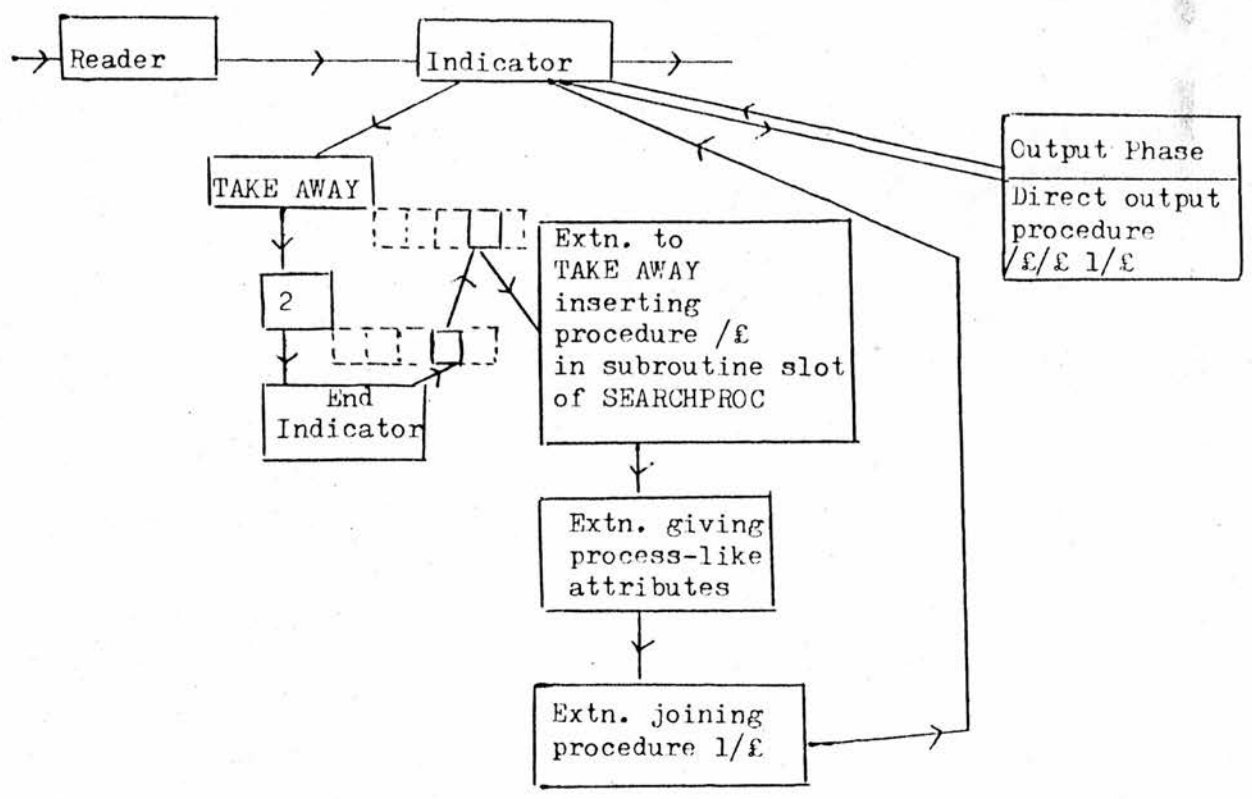 Reader
Indicator
TAKE AWAY
2
End
Indicator
Extn. to
TAKE AWAY
inserting
procedure /£
in subroutine slot
of SEARCHPROC
Extn. giving
process-like
attributes
Extn. joining
procedure 1/£
Output Phase
Direct output
procedure
/£/£ 1/£